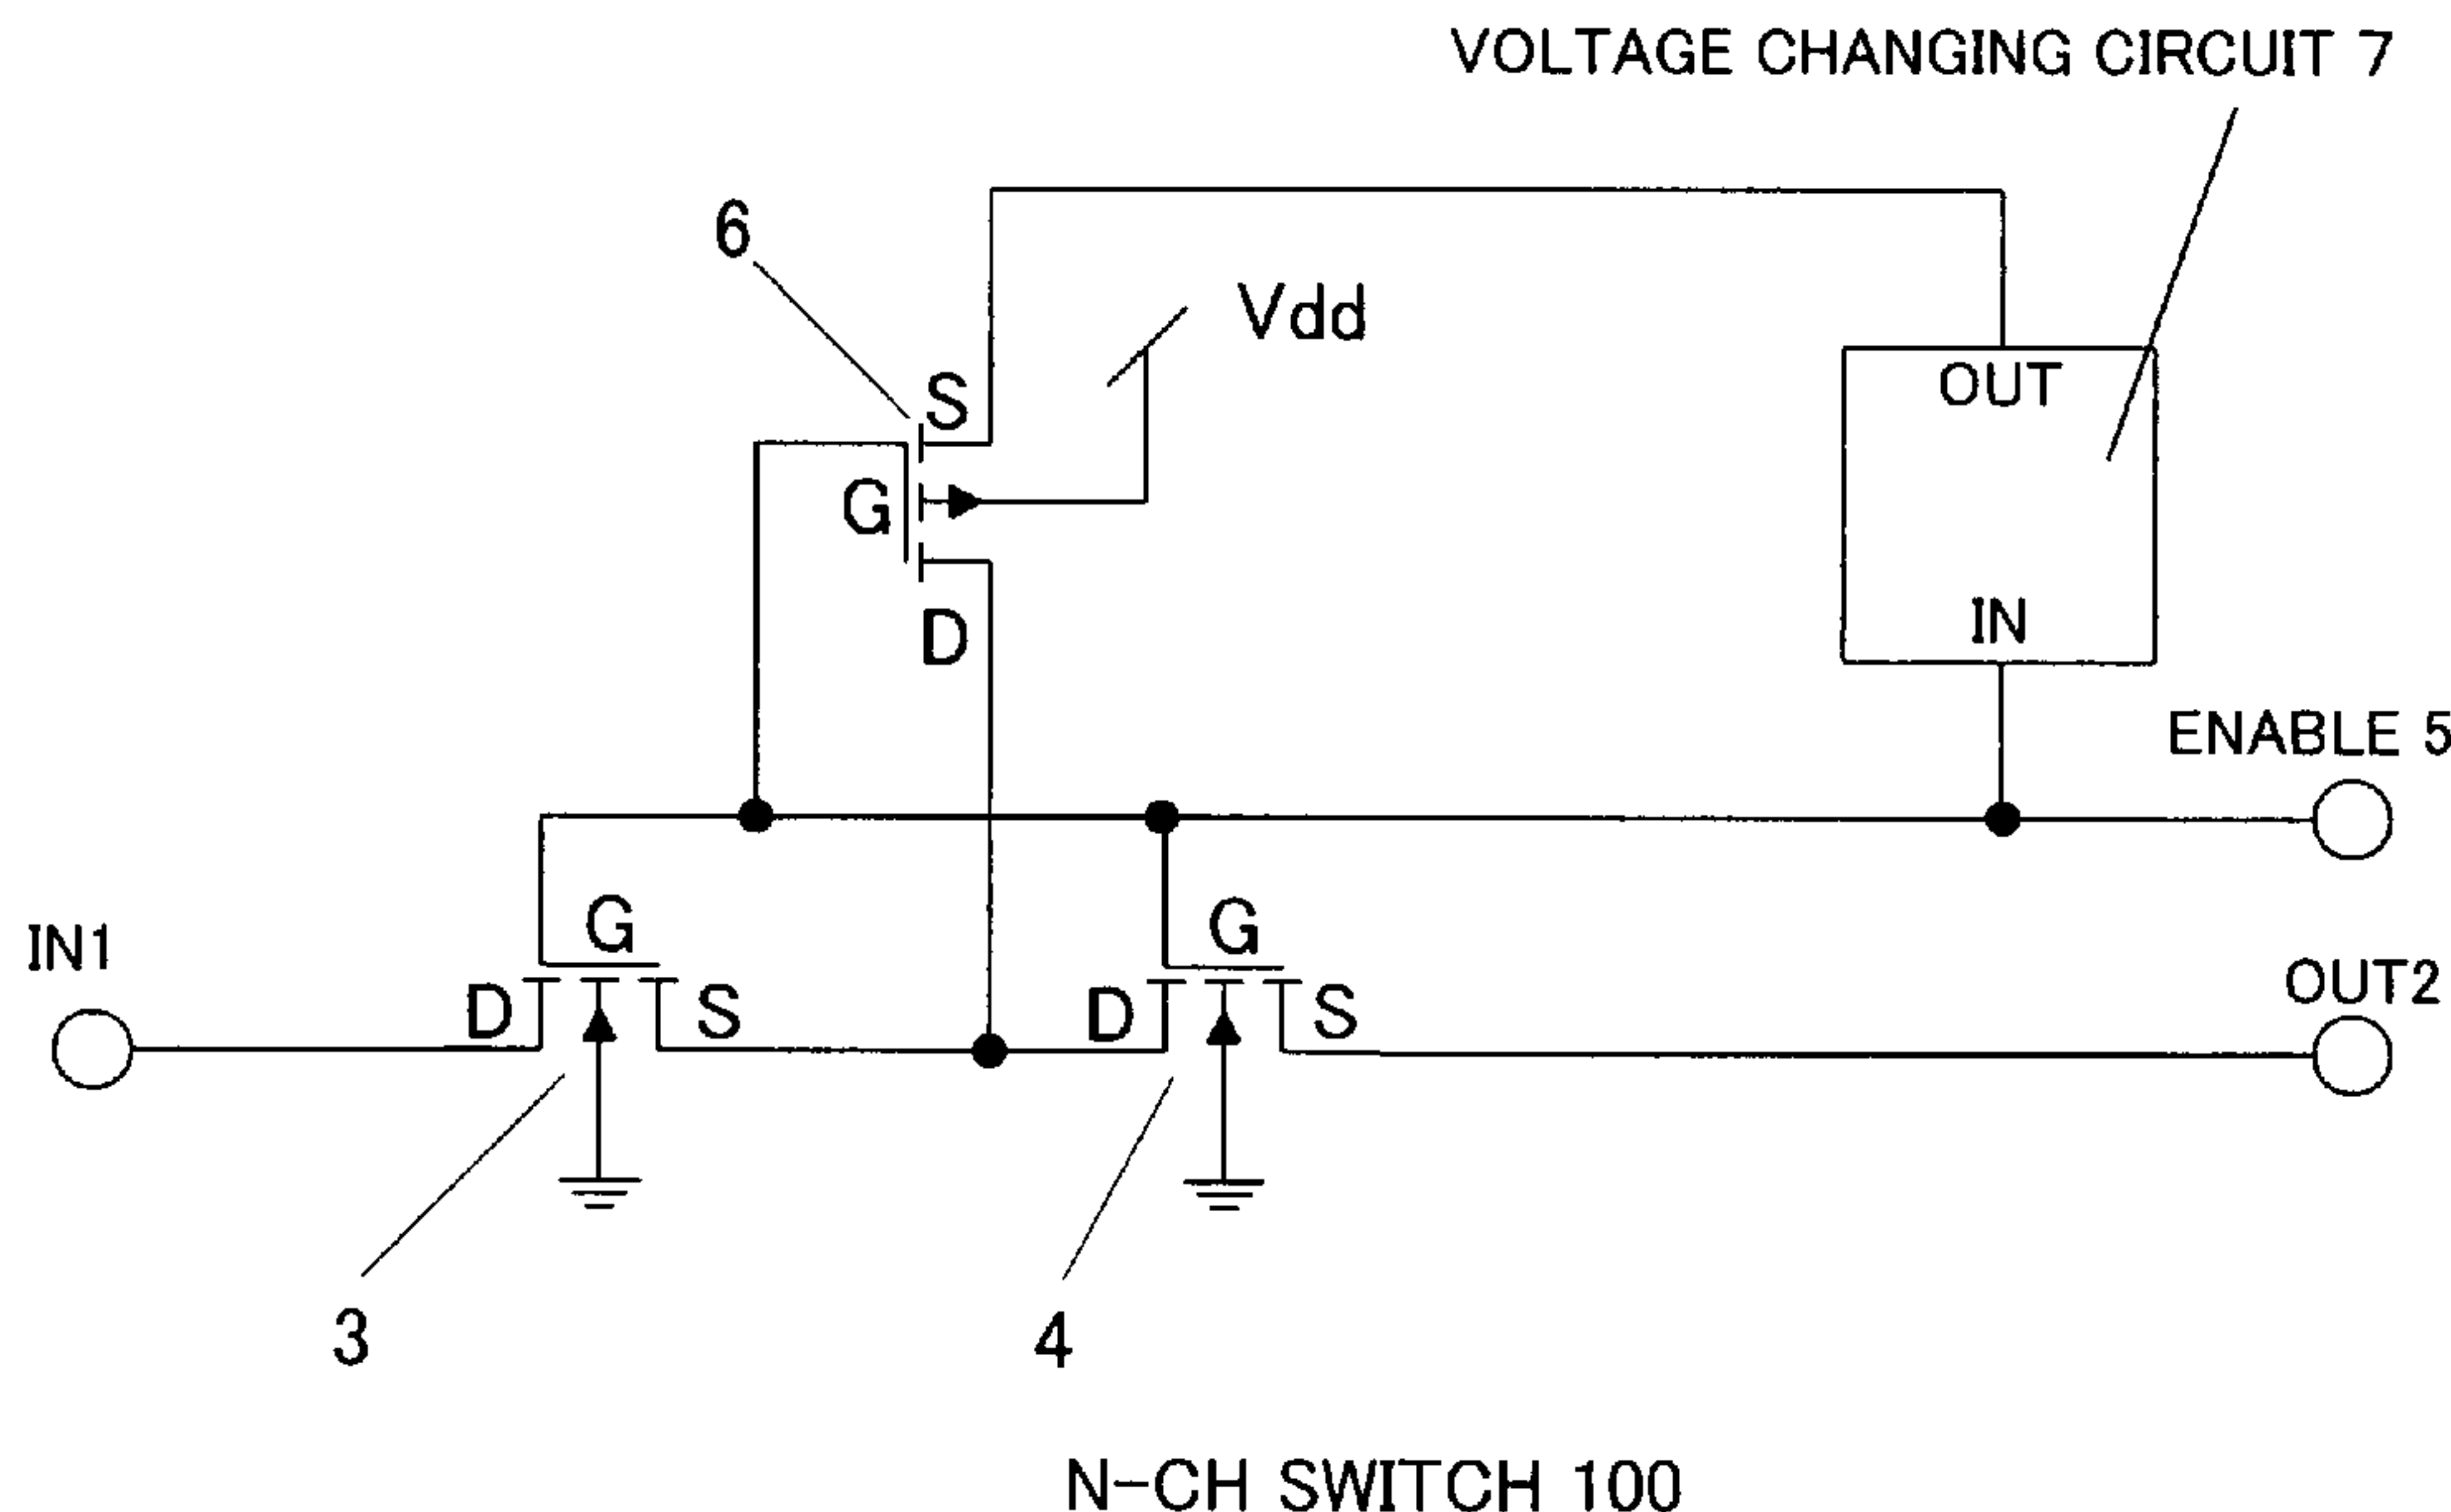 VOLTAGE CHANGING CIRCUIT 7
6
Vdd
S
OUT
G
IN
D
ENABLE 5
IN1
G
G
OUT2
D
S
D
S
3
4
N-CH SWITCH 100